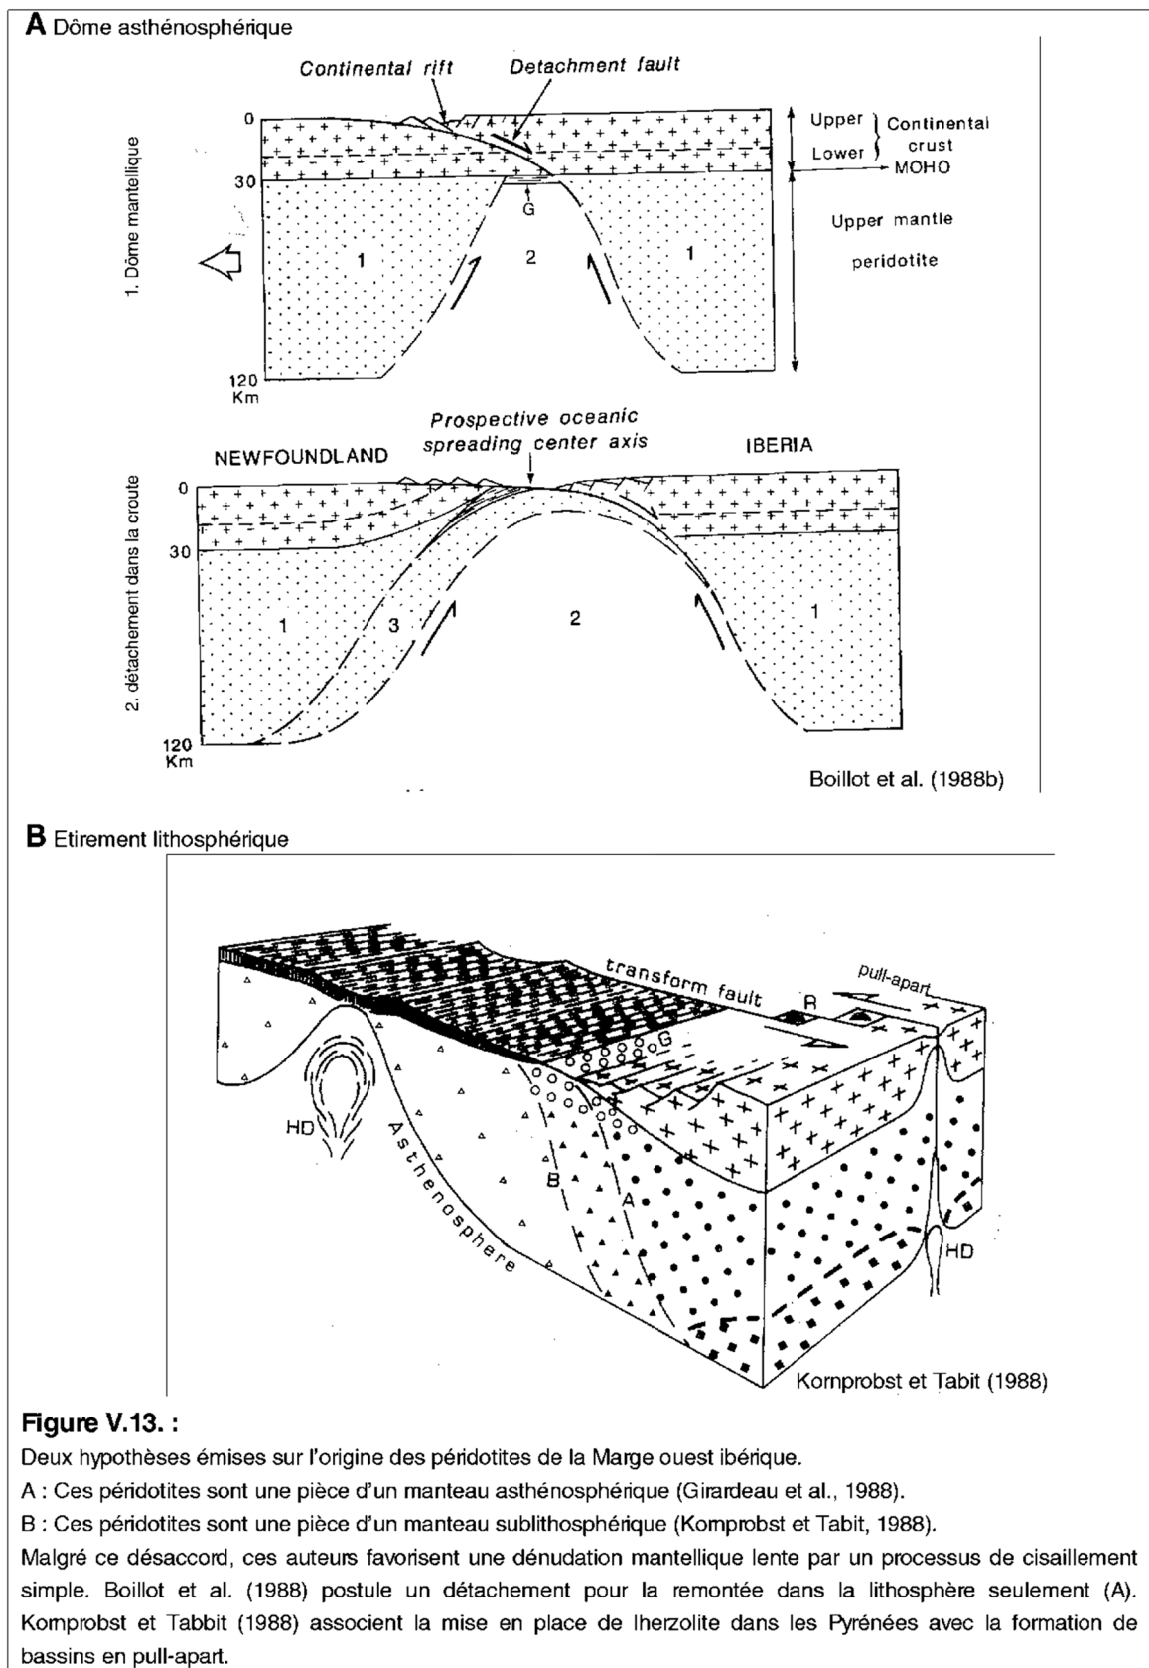 A Dôme asthénosphérique
Continental rift
Detachment fault
0
30
120
Km
1. Dôme mantellique
G
1
2
1
Upper
Lower
Continental
crust
MOHO
Upper mantle
peridotite
Prospective oceanic
spreading center axis
NEWFOUNDLAND
IBERIA
0
30
120
Km
2. détachement dans la croute
1
3
2
1
Boillot et al. (1988b)
B Etirement lithosphérique
transform fault
pull-apart
R
G
HD
Asthenosphere
B
A
HD
Kornprobst et Tabit (1988)
Figure V.13. :
Deux hypothèses émises sur l'origine des péridotites de la Marge ouest ibérique.
A : Ces péridotites sont une pièce d'un manteau asthénosphérique (Girardeau et al., 1988).
B : Ces péridotites sont une pièce d'un manteau sublithosphérique (Kornprobst et Tabit, 1988).
Malgré ce désaccord, ces auteurs favorisent une dénudation mantellique lente par un processus de cisaillement
simple. Boillot et al. (1988) postule un détachement pour la remontée dans la lithosphère seulement (A).
Kornprobst et Tabbit (1988) associent la mise en place de lherzolite dans les Pyrénées avec la formation de
bassins en pull-apart.